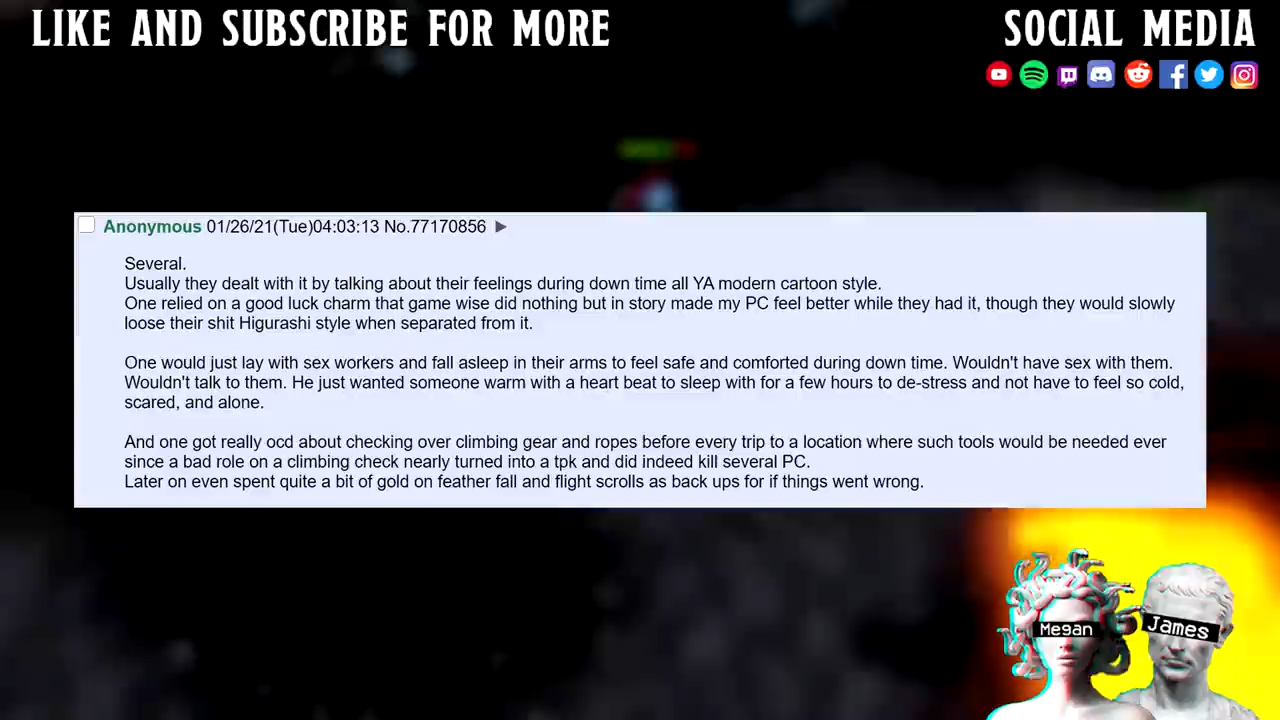 LIKE AND SUBSCRIBE FOR MORE
SOCIAL MEDIA
Anonymous 01/26/21(Tue)04:03:13 No.77170856 ▶
Several.
Usually they dealt with it by talking about their feelings during down time all YA modern cartoon style.
One relied on a good luck charm that game wise did nothing but in story made my PC feel better while they had it, though they would slowly
loose their shit Higurashi style when separated from it.
One would just lay with sex workers and fall asleep in their arms to feel safe and comforted during down time. Wouldn't have sex with them.
Wouldn't talk to them. He just wanted someone warm with a heart beat to sleep with for a few hours to de-stress and not have to feel so cold,
scared, and alone.
And one got really ocd about checking over climbing gear and ropes before every trip to a location where such tools would be needed ever
since a bad role on a climbing check nearly turned into a tpk and did indeed kill several PC.
Later on even spent quite a bit of gold on feather fall and flight scrolls as back ups for if things went wrong.
Megan
James